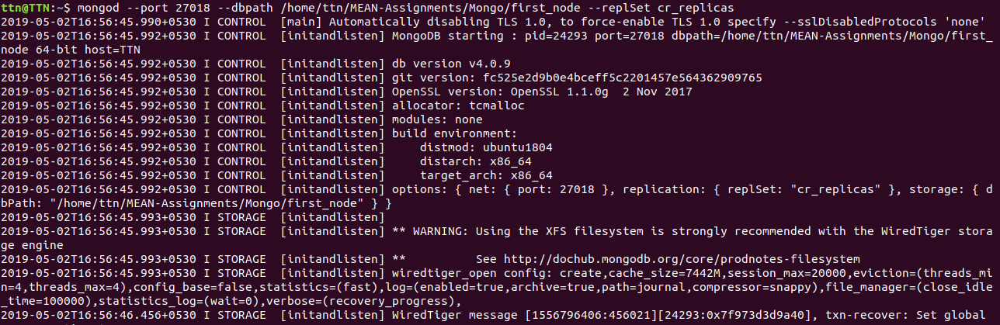 ttn@TTN:~$ mongod --port 27018 --dbpath /home/ttn/MEAN-Assignments/Mongo/first_node --replSet cr_replicas
2019-05-02T16:56:45.990+0530 I CONTROL  [main] Automatically disabling TLS 1.0, to force-enable TLS 1.0 specify --sslDisabledProtocols 'none'
2019-05-02T16:56:45.992+0530 I CONTROL  [initandlisten] MongoDB starting : pid=24293 port=27018 dbpath=/home/ttn/MEAN-Assignments/Mongo/first_
node 64-bit host=TTN
2019-05-02T16:56:45.992+0530 I CONTROL  [initandlisten] db version v4.0.9
2019-05-02T16:56:45.992+0530 I CONTROL  [initandlisten] git version: fc525e2d9b0e4bceff5c2201457e564362909765
2019-05-02T16:56:45.992+0530 I CONTROL  [initandlisten] OpenSSL version: OpenSSL 1.1.0g  2 Nov 2017
2019-05-02T16:56:45.992+0530 I CONTROL  [initandlisten] allocator: tcmalloc
2019-05-02T16:56:45.992+0530 I CONTROL  [initandlisten] modules: none
2019-05-02T16:56:45.992+0530 I CONTROL  [initandlisten] build environment:
2019-05-02T16:56:45.992+0530 I CONTROL  [initandlisten]     distmod: ubuntu1804
2019-05-02T16:56:45.992+0530 I CONTROL  [initandlisten]     distarch: x86_64
2019-05-02T16:56:45.992+0530 I CONTROL  [initandlisten]     target_arch: x86_64
2019-05-02T16:56:45.992+0530 I CONTROL  [initandlisten] options: { net: { port: 27018 }, replication: { replSet: "cr_replicas" }, storage: { d
bPath: "/home/ttn/MEAN-Assignments/Mongo/first_node" } }
2019-05-02T16:56:45.993+0530 I STORAGE  [initandlisten]
2019-05-02T16:56:45.993+0530 I STORAGE  [initandlisten] ** WARNING: Using the XFS filesystem is strongly recommended with the WiredTiger stora
ge engine
2019-05-02T16:56:45.993+0530 I STORAGE  [initandlisten] **          See http://dochub.mongodb.org/core/prodnotes-filesystem
2019-05-02T16:56:45.993+0530 I STORAGE  [initandlisten] wiredtiger_open config: create,cache_size=7442M,session_max=20000,eviction=(threads_mi
n=4,threads_max=4),config_base=false,statistics=(fast),log=(enabled=true,archive=true,path=journal,compressor=snappy),file_manager=(close_idle
_time=100000),statistics_log=(wait=0),verbose=(recovery_progress),
2019-05-02T16:56:46.456+0530 I STORAGE  [initandlisten] WiredTiger message [1556796406:456021][24293:0x7f973d3d9a40], txn-recover: Set global